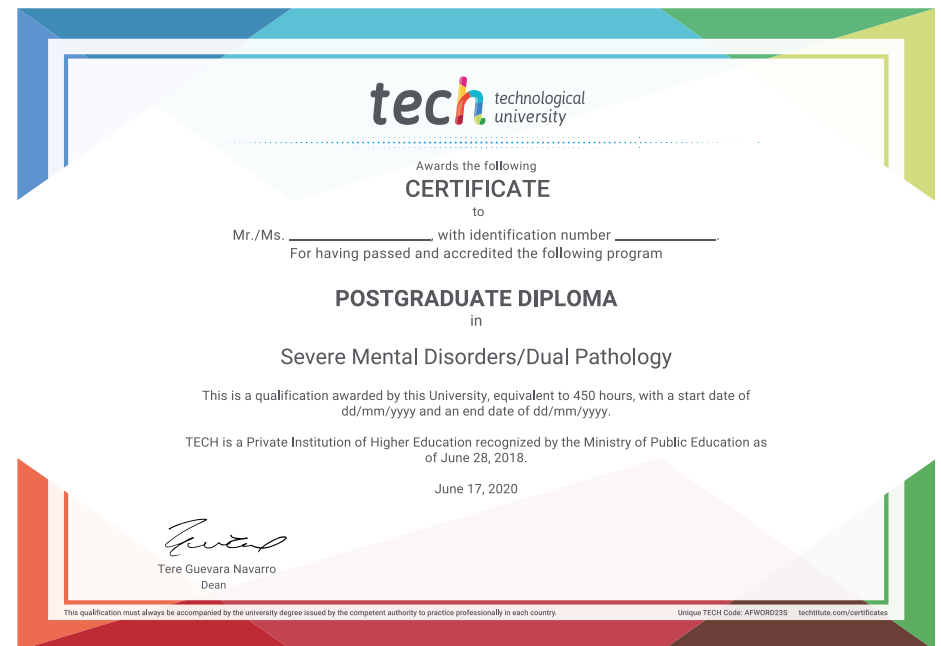 tech technological
university
Awards the following
CERTIFICATE
to
Mr./Ms. ________________, with identification number ____________.
For having passed and accredited the following program
POSTGRADUATE DIPLOMA
in
Severe Mental Disorders/Dual Pathology
This is a qualification awarded by this University, equivalent to 450 hours, with a start date of
dd/mm/yyyy and an end date of dd/mm/yyyy.
TECH is a Private Institution of Higher Education recognized by the Ministry of Public Education as
of June 28, 2018.
June 17, 2020
Tere Guevara Navarro
Dean
This qualification must always be accompanied by the university degree issued by the competent authority to practice professionally in each country. Unique TECH Code: AFWORD23S techtitute.com/certificates